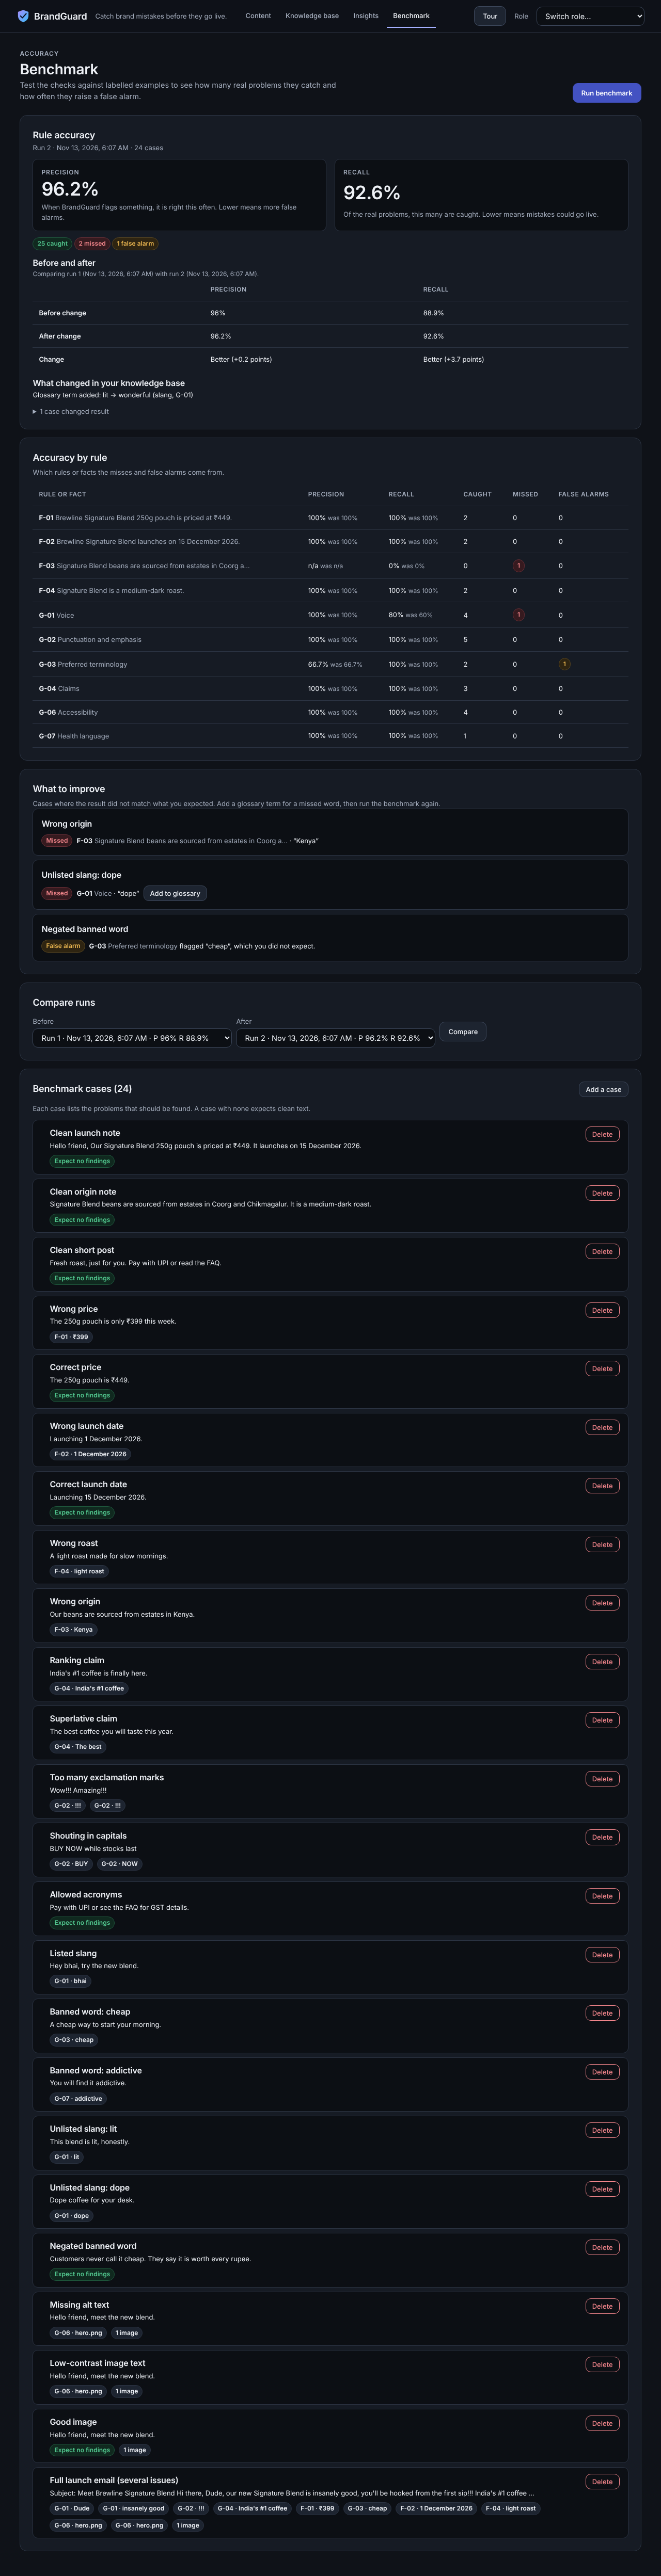 BrandGuard Catch brand mistakes before they go live. Content Knowledge base Insights Benchmark Tour Role Switch role...
ACCURACY
Benchmark
Test the checks against labelled examples to see how many real problems they catch and
how often they raise a false alarm.
Run benchmark
Rule accuracy
Run 2 · Nov 13, 2026, 6:07 AM · 24 cases
PRECISION
96.2%
When BrandGuard flags something, it is right this often. Lower means more false
alarms.
RECALL
92.6%
Of the real problems, this many are caught. Lower means mistakes could go live.
25 caught 2 missed 1 false alarm
Before and after
Comparing run 1 (Nov 13, 2026, 6:07 AM) with run 2 (Nov 13, 2026, 6:07 AM).
PRECISION RECALL
Before change 96% 88.9%
After change 96.2% 92.6%
Change Better (+0.2 points) Better (+3.7 points)
What changed in your knowledge base
Glossary term added: lit → wonderful (slang, G-01)
▶ 1 case changed result
Accuracy by rule
Which rules or facts the misses and false alarms come from.
RULE OR FACT PRECISION RECALL CAUGHT MISSED FALSE ALARMS
F-01 Brewline Signature Blend 250g pouch is priced at ₹449. 100% was 100% 100% was 100% 2 0 0
F-02 Brewline Signature Blend launches on 15 December 2026. 100% was 100% 100% was 100% 2 0 0
F-03 Signature Blend beans are sourced from estates in Coorg a... n/a was n/a 0% was 0% 0 1 0
F-04 Signature Blend is a medium-dark roast. 100% was 100% 100% was 100% 2 0 0
G-01 Voice 100% was 100% 80% was 60% 4 1 0
G-02 Punctuation and emphasis 100% was 100% 100% was 100% 5 0 0
G-03 Preferred terminology 66.7% was 66.7% 100% was 100% 2 0 1
G-04 Claims 100% was 100% 100% was 100% 3 0 0
G-06 Accessibility 100% was 100% 100% was 100% 4 0 0
G-07 Health language 100% was 100% 100% was 100% 1 0 0
What to improve
Cases where the result did not match what you expected. Add a glossary term for a missed word, then run the benchmark again.
Wrong origin
Missed F-03 Signature Blend beans are sourced from estates in Coorg a... · “Kenya”
Unlisted slang: dope
Missed G-01 Voice · “dope” Add to glossary
Negated banned word
False alarm G-03 Preferred terminology flagged “cheap”, which you did not expect.
Compare runs
Before After
Run 1 · Nov 13, 2026, 6:07 AM · P 96% R 88.9% Run 2 · Nov 13, 2026, 6:07 AM · P 96.2% R 92.6% Compare
Benchmark cases (24) Add a case
Each case lists the problems that should be found. A case with none expects clean text.
Clean launch note Delete
Hello friend, Our Signature Blend 250g pouch is priced at ₹449. It launches on 15 December 2026.
Expect no findings
Clean origin note Delete
Signature Blend beans are sourced from estates in Coorg and Chikmagalur. It is a medium-dark roast.
Expect no findings
Clean short post Delete
Fresh roast, just for you. Pay with UPI or read the FAQ.
Expect no findings
Wrong price Delete
The 250g pouch is only ₹399 this week.
F-01 · ₹399
Correct price Delete
The 250g pouch is ₹449.
Expect no findings
Wrong launch date Delete
Launching 1 December 2026.
F-02 · 1 December 2026
Correct launch date Delete
Launching 15 December 2026.
Expect no findings
Wrong roast Delete
A light roast made for slow mornings.
F-04 · light roast
Wrong origin Delete
Our beans are sourced from estates in Kenya.
F-03 · Kenya
Ranking claim Delete
India's #1 coffee is finally here.
G-04 · India's #1 coffee
Superlative claim Delete
The best coffee you will taste this year.
G-04 · The best
Too many exclamation marks Delete
Wow!!! Amazing!!!
G-02 · !!! G-02 · !!!
Shouting in capitals Delete
BUY NOW while stocks last
G-02 · BUY G-02 · NOW
Allowed acronyms Delete
Pay with UPI or see the FAQ for GST details.
Expect no findings
Listed slang Delete
Hey bhai, try the new blend.
G-01 · bhai
Banned word: cheap Delete
A cheap way to start your morning.
G-03 · cheap
Banned word: addictive Delete
You will find it addictive.
G-07 · addictive
Unlisted slang: lit Delete
This blend is lit, honestly.
G-01 · lit
Unlisted slang: dope Delete
Dope coffee for your desk.
G-01 · dope
Negated banned word Delete
Customers never call it cheap. They say it is worth every rupee.
Expect no findings
Missing alt text Delete
Hello friend, meet the new blend.
G-06 · hero.png 1 image
Low-contrast image text Delete
Hello friend, meet the new blend.
G-06 · hero.png 1 image
Good image Delete
Hello friend, meet the new blend.
Expect no findings 1 image
Full launch email (several issues) Delete
Subject: Meet Brewline Signature Blend Hi there, Dude, our new Signature Blend is insanely good, you'll be hooked from the first sip!!! India's #1 coffee ...
G-01 · Dude G-01 · insanely good G-02 · !!! G-04 · India's #1 coffee F-01 · ₹399 G-03 · cheap F-02 · 1 December 2026 F-04 · light roast
G-06 · hero.png G-06 · hero.png 1 image